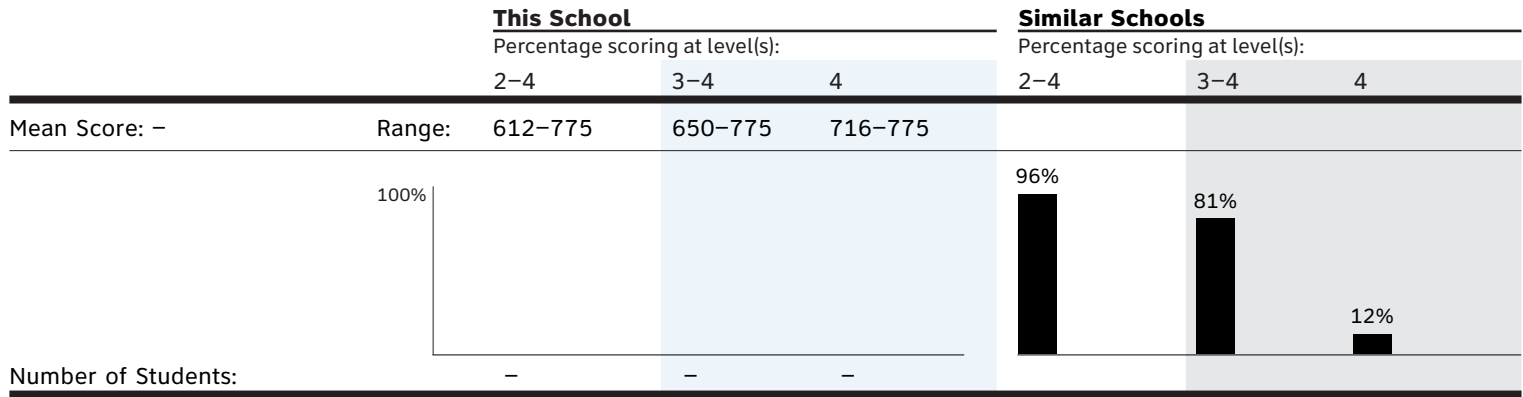 This School Similar Schools
Percentage scoring at level(s): Percentage scoring at level(s):
2–4 3–4 4 2–4 3–4 4
Mean Score: – Range: 612–775 650–775 716–775
96%
100% 81%
12%
Number of Students: – – –